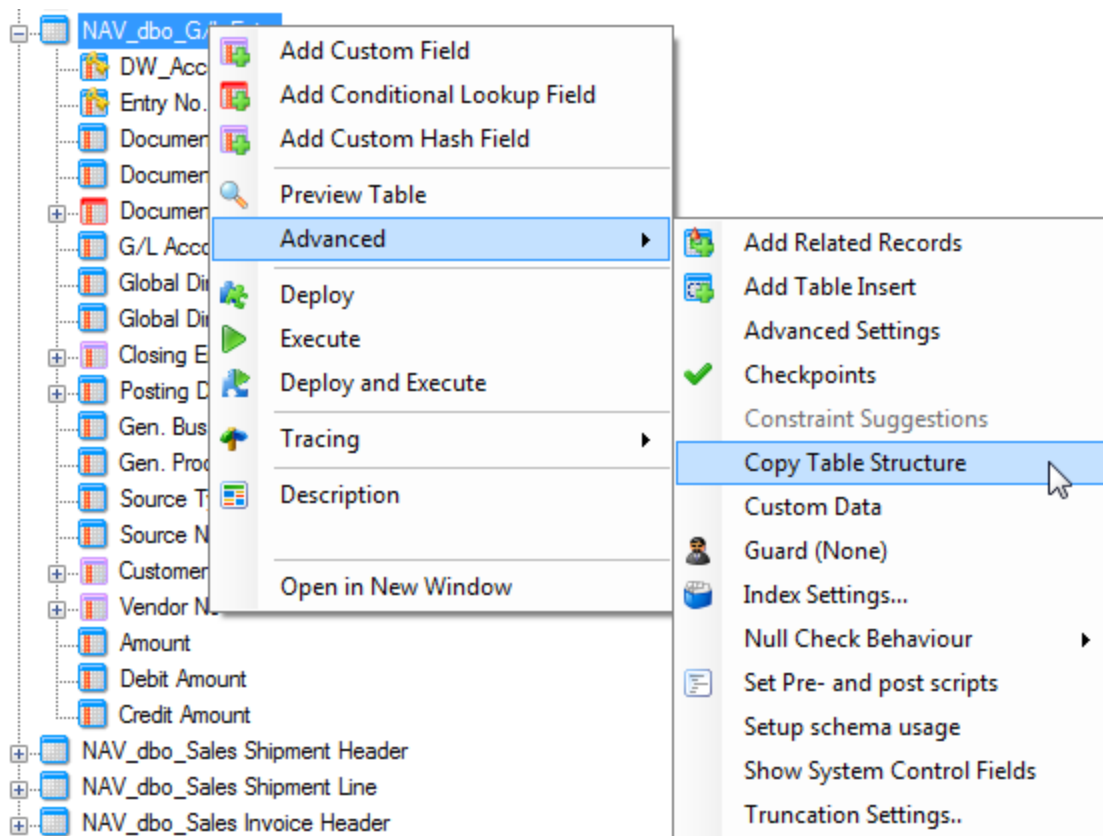 NAV_dbo_G/
DW_Acc
Entry No.
Documen
Documen
Documen
G/L Acco
Global Di
Global Di
Closing E
Posting D
Gen. Bus
Gen. Prod
Source T
Source N
Customer
Vendor N
Amount
Debit Amount
Credit Amount
NAV_dbo_Sales Shipment Header
NAV_dbo_Sales Shipment Line
NAV_dbo_Sales Invoice Header
Add Custom Field
Add Conditional Lookup Field
Add Custom Hash Field
Preview Table
Advanced
Deploy
Execute
Deploy and Execute
Tracing
Description
Open in New Window
Add Related Records
Add Table Insert
Advanced Settings
Checkpoints
Constraint Suggestions
Copy Table Structure
Custom Data
Guard (None)
Index Settings...
Null Check Behaviour
Set Pre- and post scripts
Setup schema usage
Show System Control Fields
Truncation Settings..